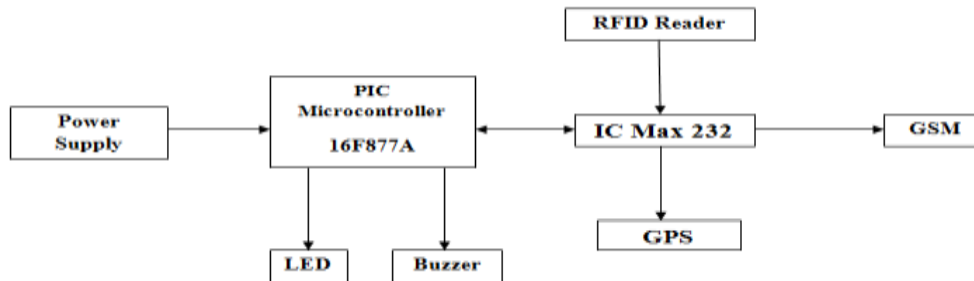 RFID Reader
PIC
Microcontroller
16F877A
Power
Supply
IC Max 232
GSM
GPS
LED
Buzzer